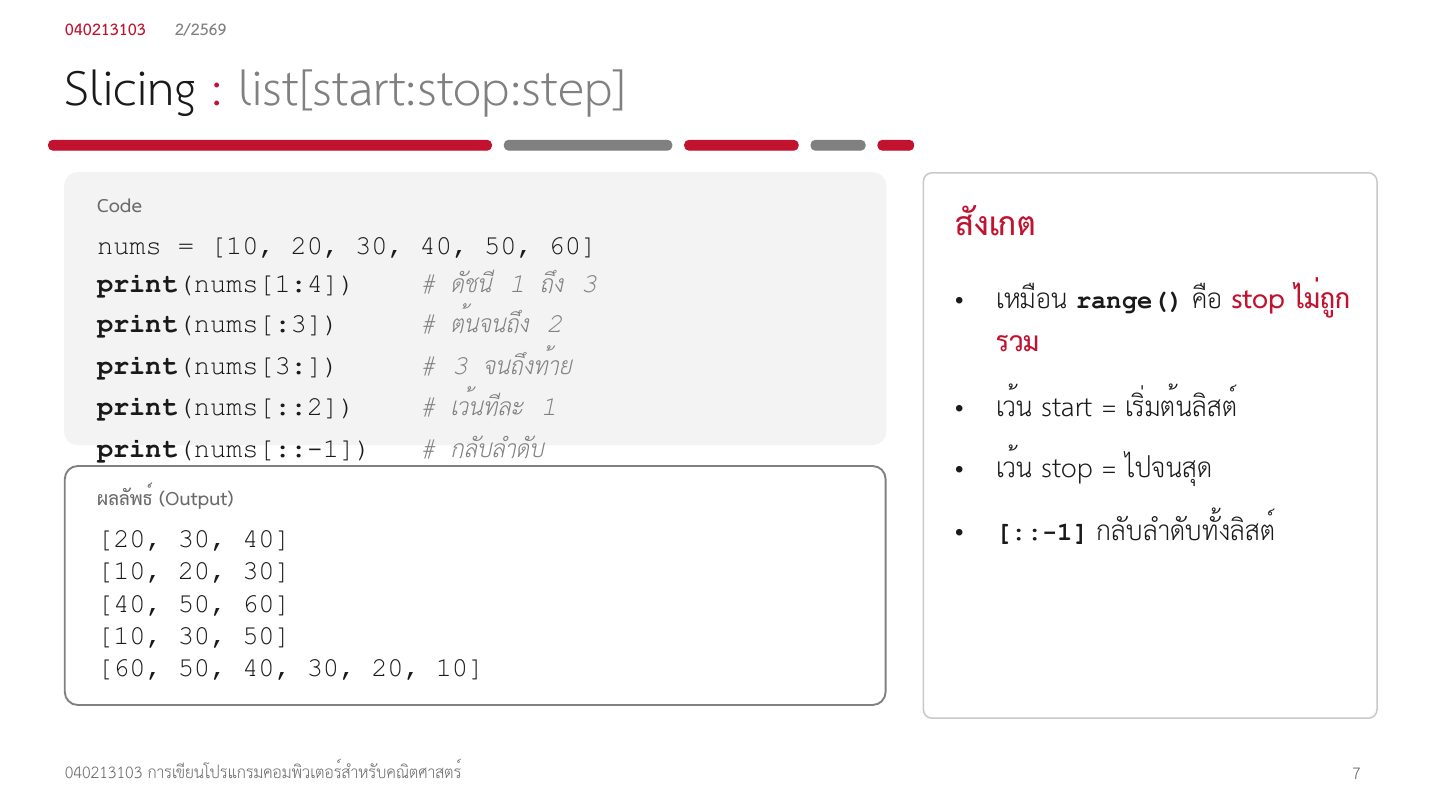 040213103 2/2569
Slicing : list[start:stop:step]
Code
nums = [10, 20, 30, 40, 50, 60]
print(nums[1:4]) # ดัชนี 1 ถึง 3
print(nums[:3]) # ต้นจนถึง 2
print(nums[3:]) # 3 จนถึงท้าย
print(nums[::2]) # เว้นทีละ 1
print(nums[::-1]) # กลับลำดับ
ผลลัพธ์ (Output)
[20, 30, 40]
[10, 20, 30]
[40, 50, 60]
[10, 30, 50]
[60, 50, 40, 30, 20, 10]
สังเกต
• เหมือน range() คือ stop ไม่ถูก
รวม
• เว้น start = เริ่มต้นลิสต์
• เว้น stop = ไปจนสุด
• [::-1] กลับลำดับทั้งลิสต์
040213103 การเขียนโปรแกรมคอมพิวเตอร์สำหรับคณิตศาสตร์
7